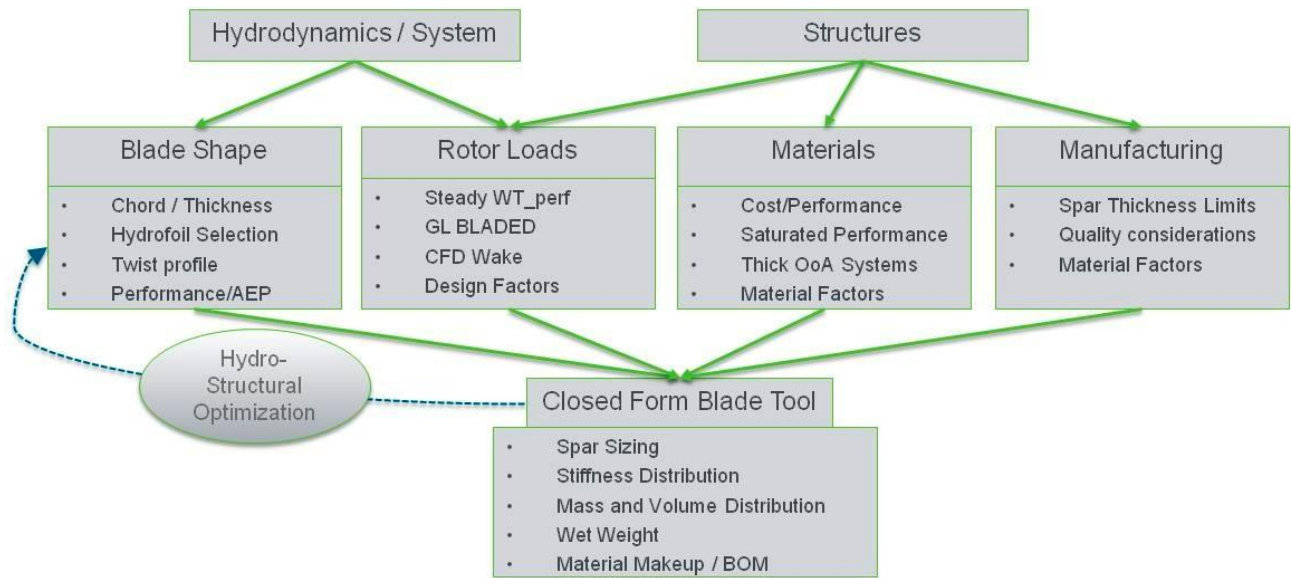 Hydrodynamics / System
Structures
Blade Shape
• Chord / Thickness
• Hydrofoil Selection
• Twist profile
• Performance/AEP
Rotor Loads
• Steady WT_perf
• GL BLADED
• CFD Wake
• Design Factors
Materials
• Cost/Performance
• Saturated Performance
• Thick OoA Systems
• Material Factors
Manufacturing
• Spar Thickness Limits
• Quality considerations
• Material Factors
Hydro-
Structural
Optimization
Closed Form Blade Tool
• Spar Sizing
• Stiffness Distribution
• Mass and Volume Distribution
• Wet Weight
• Material Makeup / BOM